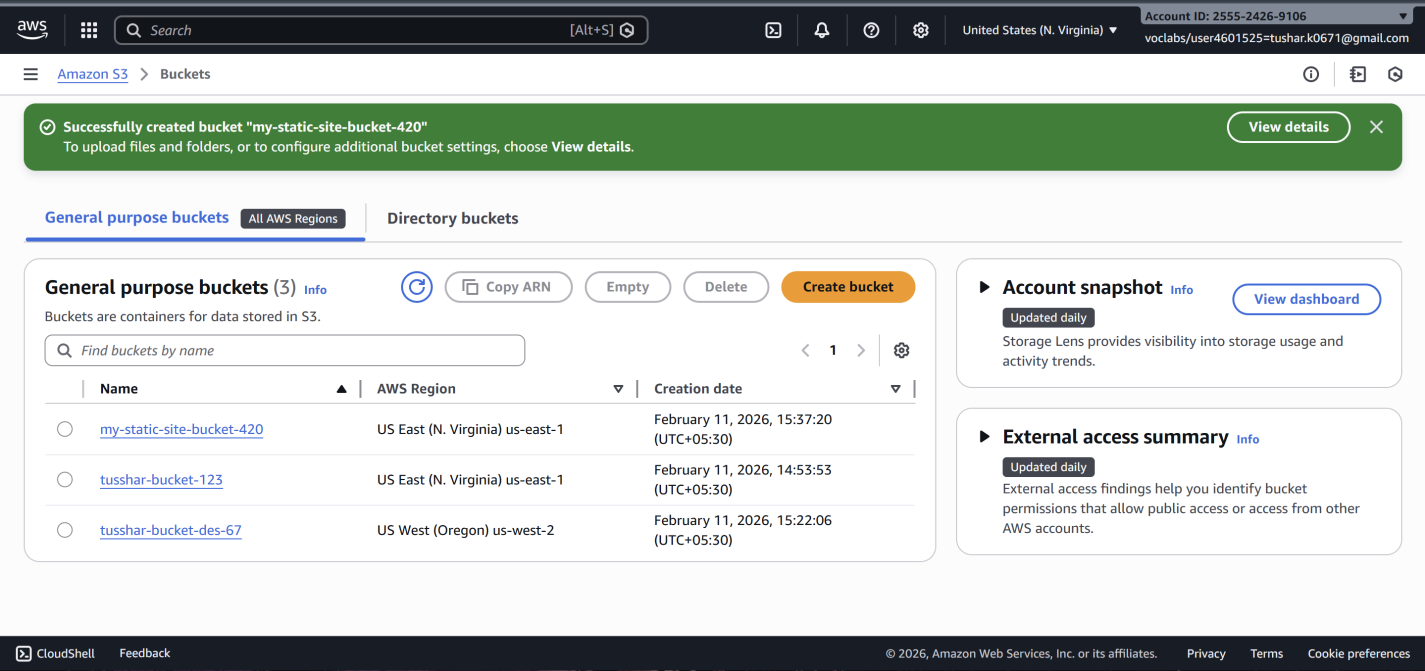 aws
Search [Alt+S]
United States (N. Virginia)
Account ID: 2555-2426-9106
voclabs/user4601525=tushar.k0671@gmail.com
Amazon S3 > Buckets
Successfully created bucket "my-static-site-bucket-420"
To upload files and folders, or to configure additional bucket settings, choose View details.
View details
General purpose buckets All AWS Regions
Directory buckets
General purpose buckets (3) Info
Copy ARN
Empty
Delete
Create bucket
Buckets are containers for data stored in S3.
Find buckets by name
1
Name AWS Region Creation date
my-static-site-bucket-420 US East (N. Virginia) us-east-1 February 11, 2026, 15:37:20
(UTC+05:30)
tusshar-bucket-123 US East (N. Virginia) us-east-1 February 11, 2026, 14:53:53
(UTC+05:30)
tusshar-bucket-des-67 US West (Oregon) us-west-2 February 11, 2026, 15:22:06
(UTC+05:30)
Account snapshot Info
View dashboard
Updated daily
Storage Lens provides visibility into storage usage and
activity trends.
External access summary Info
Updated daily
External access findings help you identify bucket
permissions that allow public access or access from other
AWS accounts.
CloudShell Feedback © 2026, Amazon Web Services, Inc. or its affiliates. Privacy Terms Cookie preferences